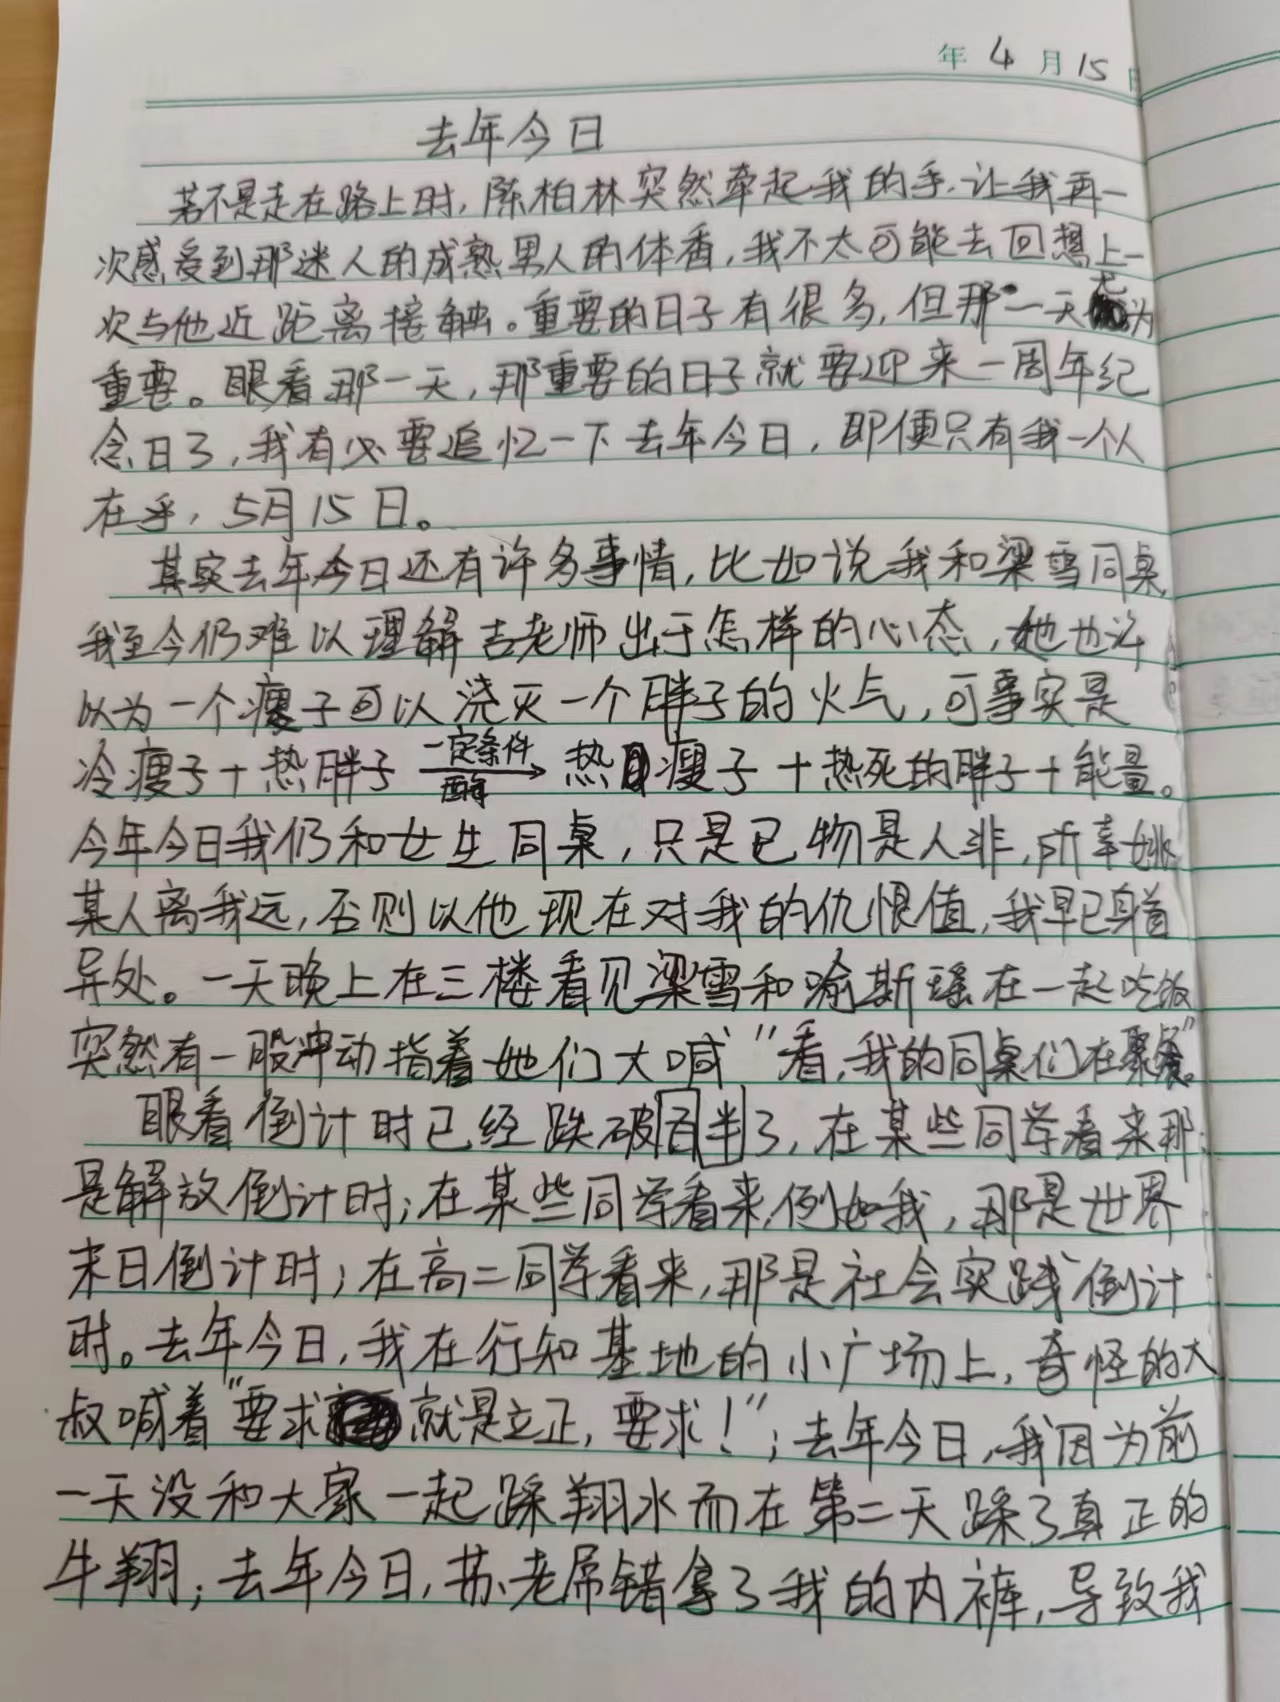 年 4 月 15 日
去年今日
若不是走在路上时，陈柏林突然牵起我的手，让我再一
次感受到那迷人的成熟男人的体香，我不太可能去回想上一
次与他近距离接触。重要的日子有很多，但那一天尤为
重要。眼看那一天，那重要的日子就要迎来一周年纪
念日了，我有必要追忆一下去年今日，即便只有我一个人
在乎，5月15日。
其实去年今日还有许多事情，比如说我和梁雪同桌，
我至今仍难以理解吉老师出于怎样的心态，她也许
以为一个瘦子可以浇灭一个胖子的火气，可事实是
冷瘦子+热胖子 一定条件 酶 → 热瘦子+热死的胖子+能量。
今年今日我仍和女生同桌，只是已物是人非，所幸姚
某人离我远，否则以他现在对我的仇恨值，我早已身首
异处。一天晚上在三楼看见梁雪和喻斯瑶在一起吃饭
突然有一股冲动指着她们大喊"看，我的同桌们在聚餐"。
眼看倒计时已经跌破百半了，在某些同学看来那
是解放倒计时；在某些同学看来，例如我，那是世界
末日倒计时；在高二同学看来，那是社会实践倒计
时。去年今日，我在行知基地的小广场上，奇怪的大
叔喊着"要求就是立正，要求！"；去年今日，我因为前
一天没和大家一起踩翔水而在第二天踩了真正的
牛翔；去年今日，苏老屌错拿了我的内裤，导致我